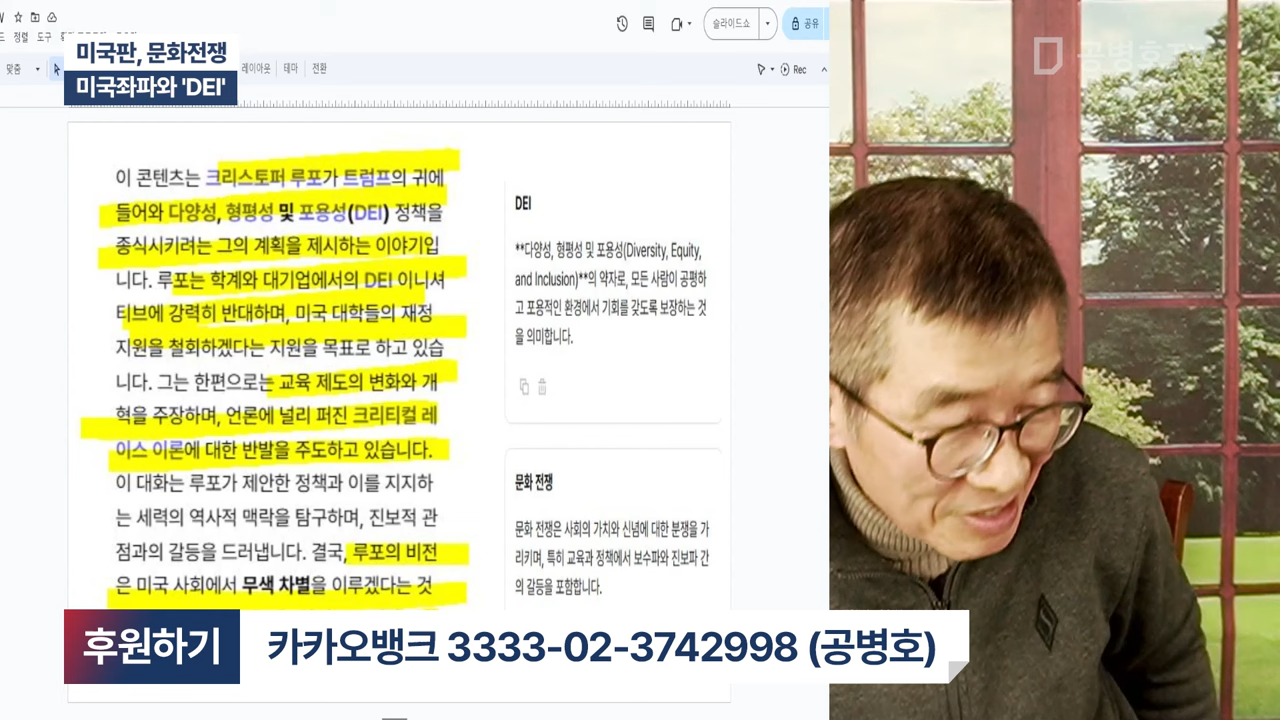 정렬 도구
미국판, 문화전쟁
미국좌파와 'DEI'
맞춤
레이아웃
테마
전환
슬라이드쇼
공유
Rec
공병호
이 콘텐츠는 크리스토퍼 루포가 트럼프의 귀에
들어와 다양성, 형평성 및 포용성(DEI) 정책을
종식시키려는 그의 계획을 제시하는 이야기입
니다. 루포는 학계와 대기업에서의 DEI 이니셔
티브에 강력히 반대하며, 미국 대학들의 재정
지원을 철회하겠다는 지원을 목표로 하고 있습
니다. 그는 한편으로는 교육 제도의 변화와 개
혁을 주장하며, 언론에 널리 퍼진 크리티컬 레
이스 이론에 대한 반발을 주도하고 있습니다.
이 대화는 루포가 제안한 정책과 이를 지지하
는 세력의 역사적 맥락을 탐구하며, 진보적 관
점과의 갈등을 드러냅니다. 결국, 루포의 비전
은 미국 사회에서 무색 차별을 이루겠다는 것
DEI
**다양성, 형평성 및 포용성(Diversity, Equity,
and Inclusion)**의 약자로, 모든 사람이 공평하
고 포용적인 환경에서 기회를 갖도록 보장하는 것
을 의미합니다.
문화 전쟁
문화 전쟁은 사회의 가치와 신념에 대한 분쟁을 가
리키며, 특히 교육과 정책에서 보수파와 진보파 간
의 갈등을 포함합니다.
후원하기
카카오뱅크 3333-02-3742998 (공병호)